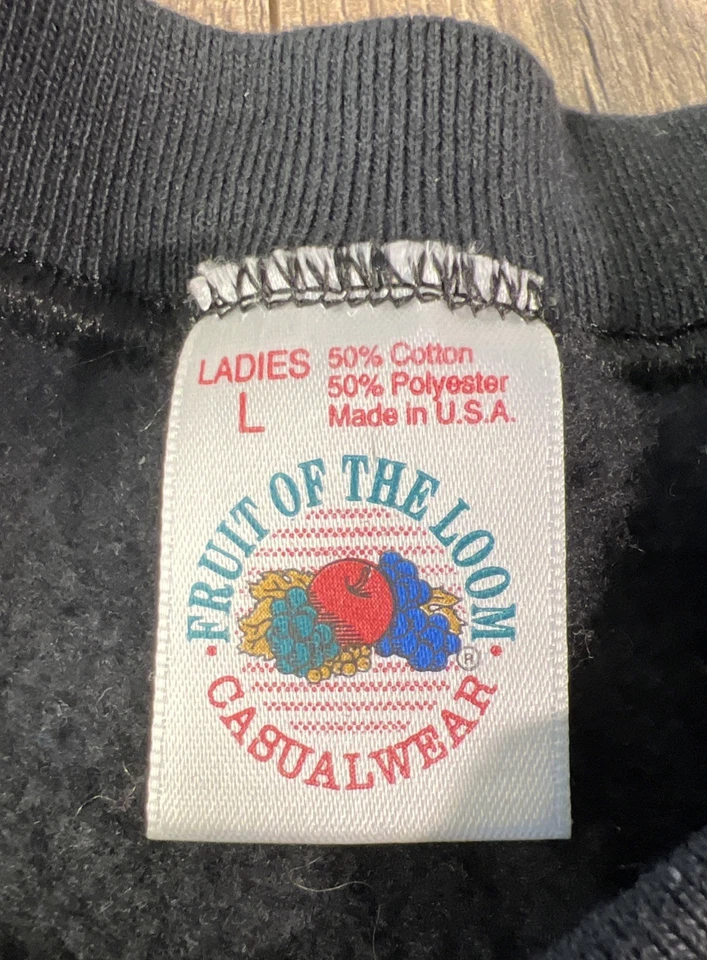 LADIES 50% Cotton
50% Polyester
L Made in U.S.A.
FRUIT OF THE LOOM
®
CASUALWEAR